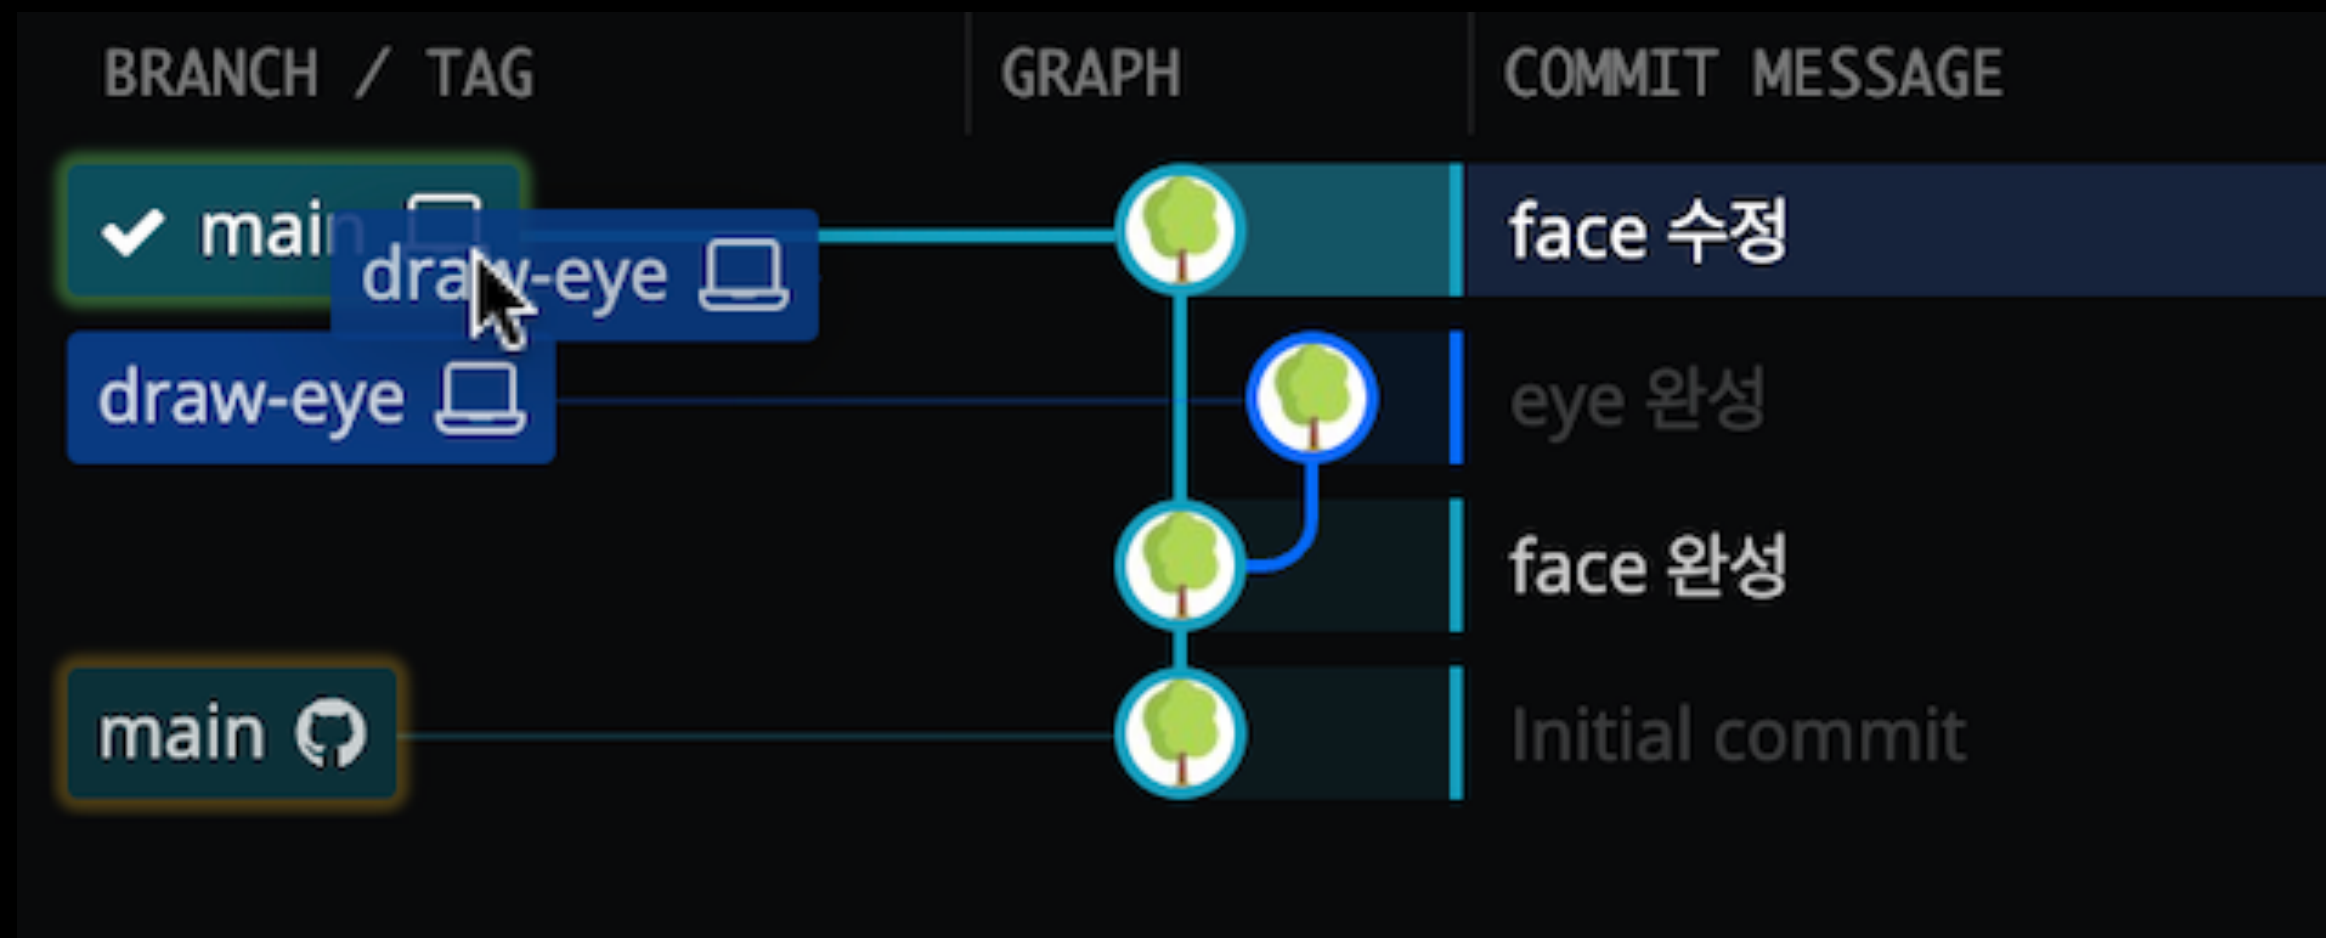 BRANCH / TAG GRAPH COMMIT MESSAGE
main face 수정
draw-eye
draw-eye eye 완성
face 완성
main Initial commit